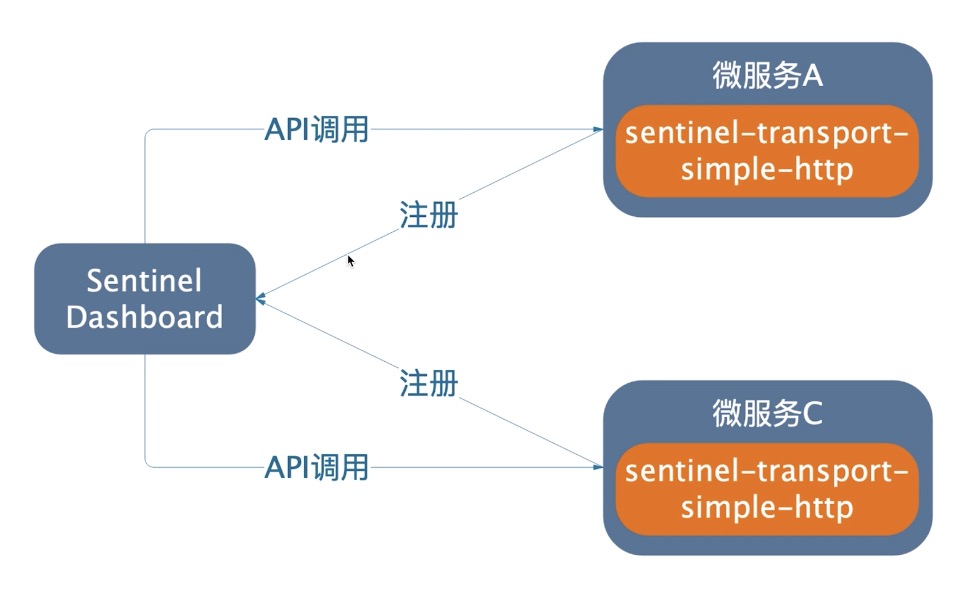 微服务A
sentinel-transport-
simple-http
API调用
注册
Sentinel
Dashboard
注册
API调用
微服务C
sentinel-transport-
simple-http